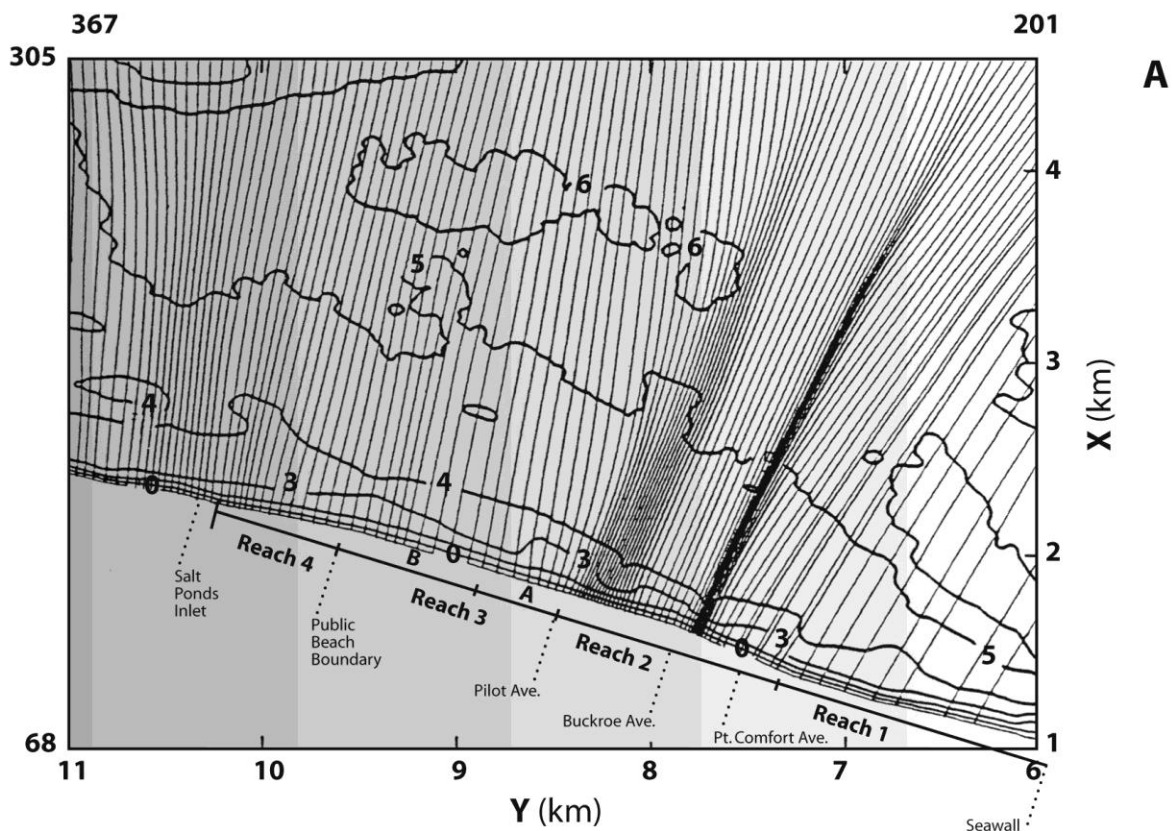 367
201
305
A
6
4
6
5
3
4
X (km)
4
3
0
3
2
B
0
A
Reach 4
Reach 3
Reach 2
Reach 1
3
0
5
Salt
Ponds
Inlet
Public
Beach
Boundary
Pilot Ave.
Buckroe Ave.
Pt. Comfort Ave.
68
1
11
10
9
8
7
6
Y (km)
Seawall